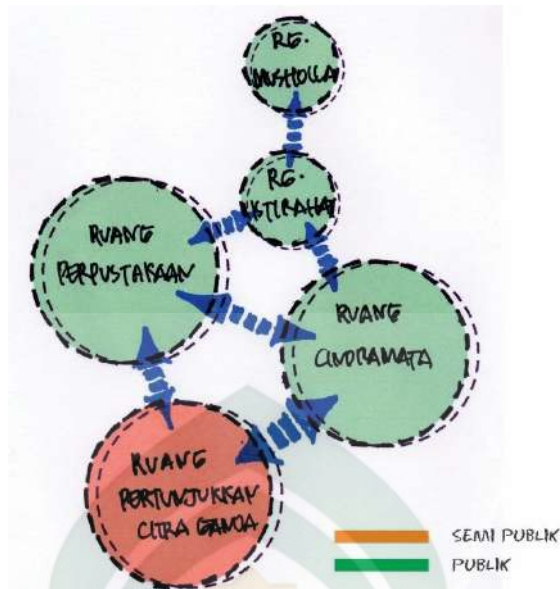 RG.
MUSHOLLA
RG.
ISTIRAHAT
RUANG
PERPUSTAKAAN
RUANG
CINDRAMATA
RUANG
PERTUNJUKKAN
CITRA GANDA
SEMI PUBLIK
PUBLIK